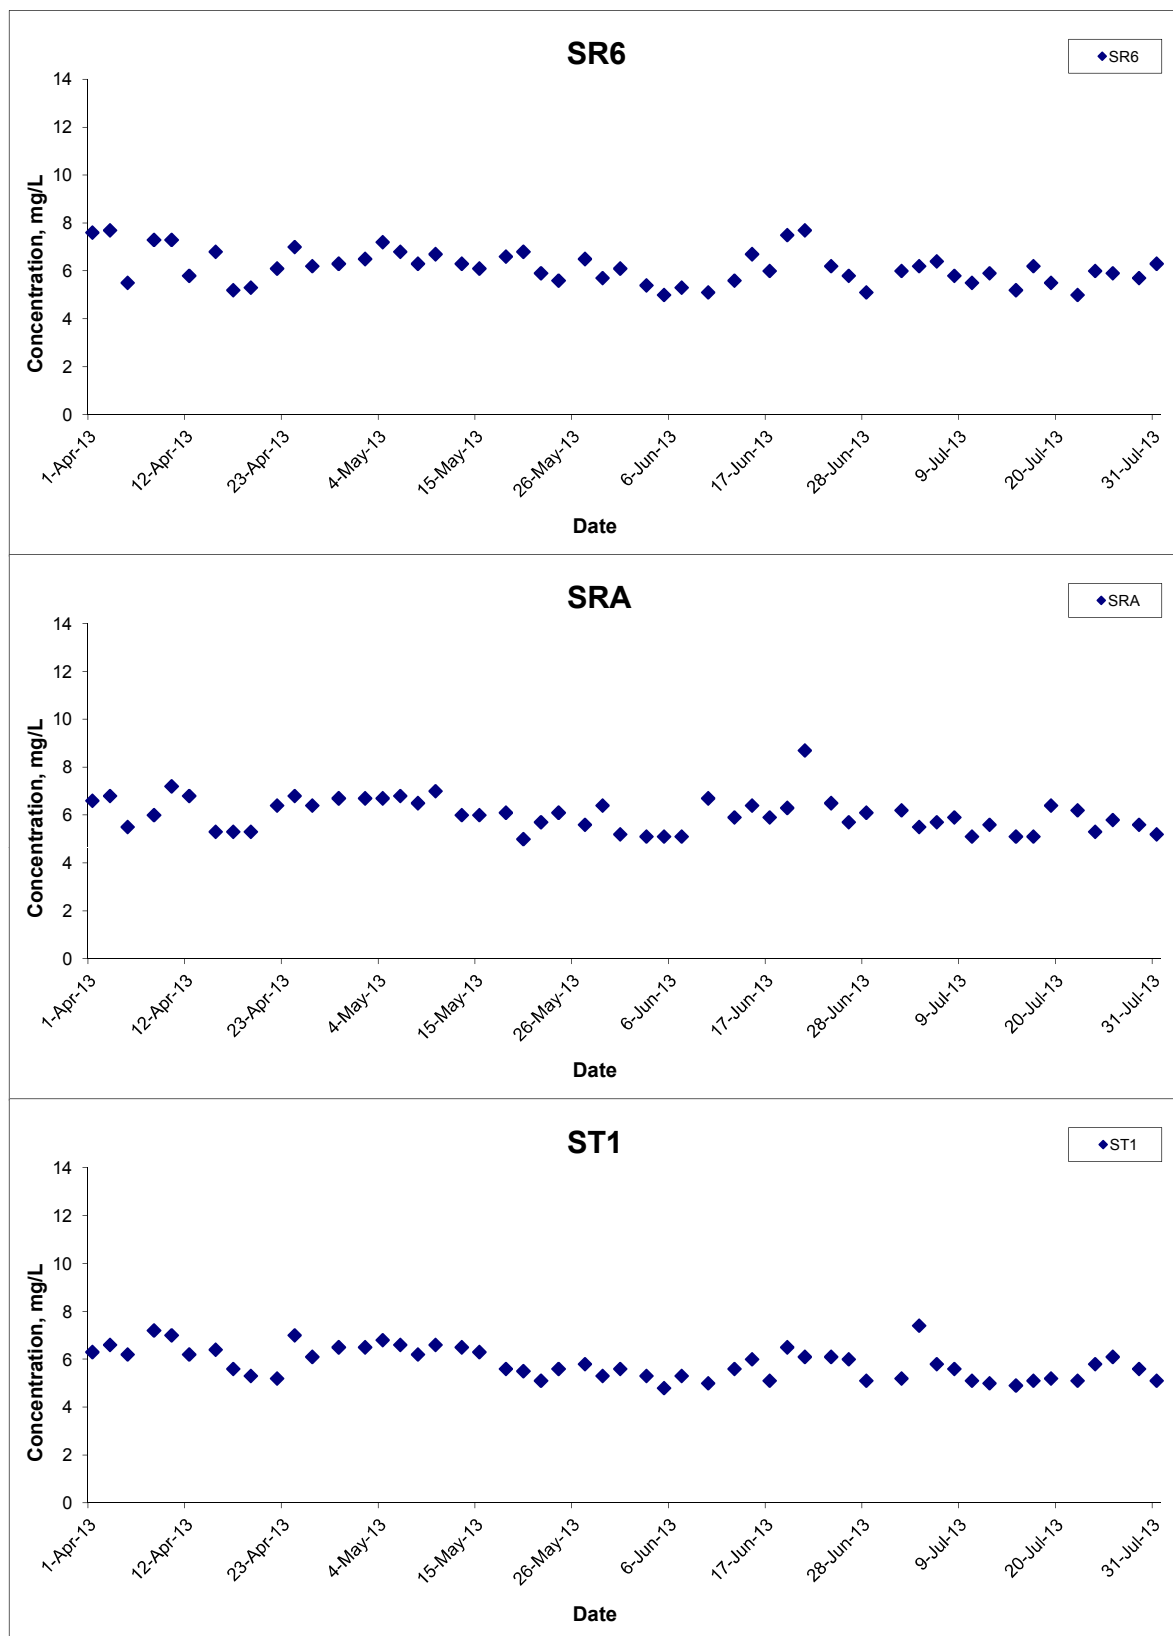 SR6
SR6
14
12
10
8
6
4
2
0
Concentration, mg/L
1-Apr-13
12-Apr-13
23-Apr-13
4-May-13
15-May-13
26-May-13
6-Jun-13
17-Jun-13
28-Jun-13
9-Jul-13
20-Jul-13
31-Jul-13
Date
SRA
SRA
14
12
10
8
6
4
2
0
Concentration, mg/L
1-Apr-13
12-Apr-13
23-Apr-13
4-May-13
15-May-13
26-May-13
6-Jun-13
17-Jun-13
28-Jun-13
9-Jul-13
20-Jul-13
31-Jul-13
Date
ST1
ST1
14
12
10
8
6
4
2
0
Concentration, mg/L
1-Apr-13
12-Apr-13
23-Apr-13
4-May-13
15-May-13
26-May-13
6-Jun-13
17-Jun-13
28-Jun-13
9-Jul-13
20-Jul-13
31-Jul-13
Date